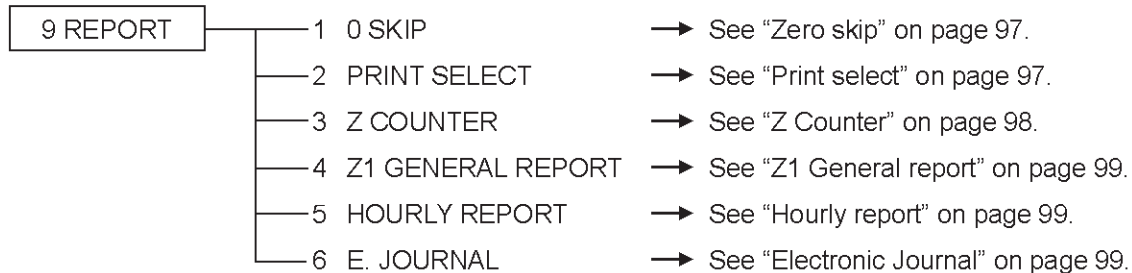 9 REPORT 1 0 SKIP See “Zero skip” on page 97.
2 PRINT SELECT See “Print select” on page 97.
3 Z COUNTER See “Z Counter” on page 98.
4 Z1 GENERAL REPORT See “Z1 General report” on page 99.
5 HOURLY REPORT See “Hourly report” on page 99.
6 E. JOURNAL See “Electronic Journal” on page 99.